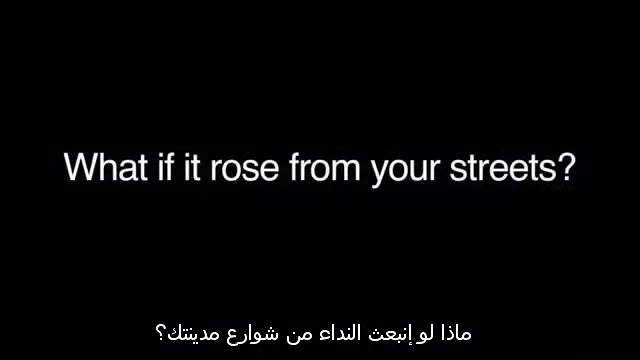 What if it rose from your streets?
ماذا لو إنبعث النداء من شوارع مدينتك؟